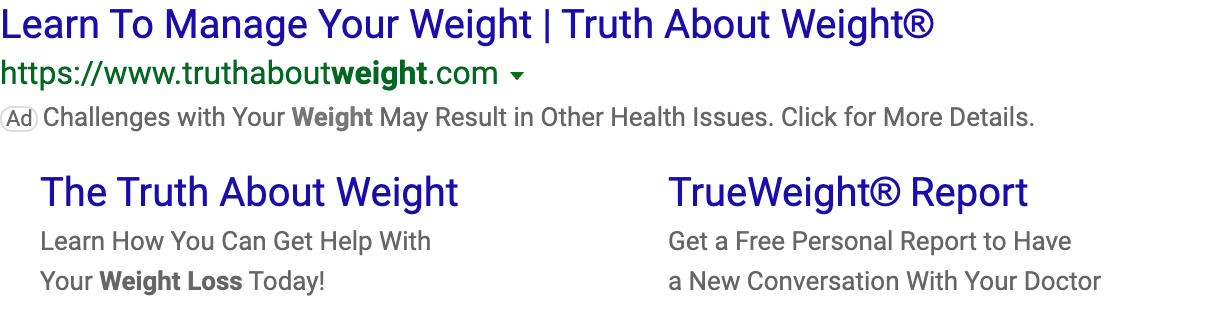 Learn To Manage Your Weight | Truth About Weight®
https://www.truthaboutweight.com
Ad Challenges with Your Weight May Result in Other Health Issues. Click for More Details.
The Truth About Weight
Learn How You Can Get Help With
Your Weight Loss Today!
TrueWeight® Report
Get a Free Personal Report to Have
a New Conversation With Your Doctor